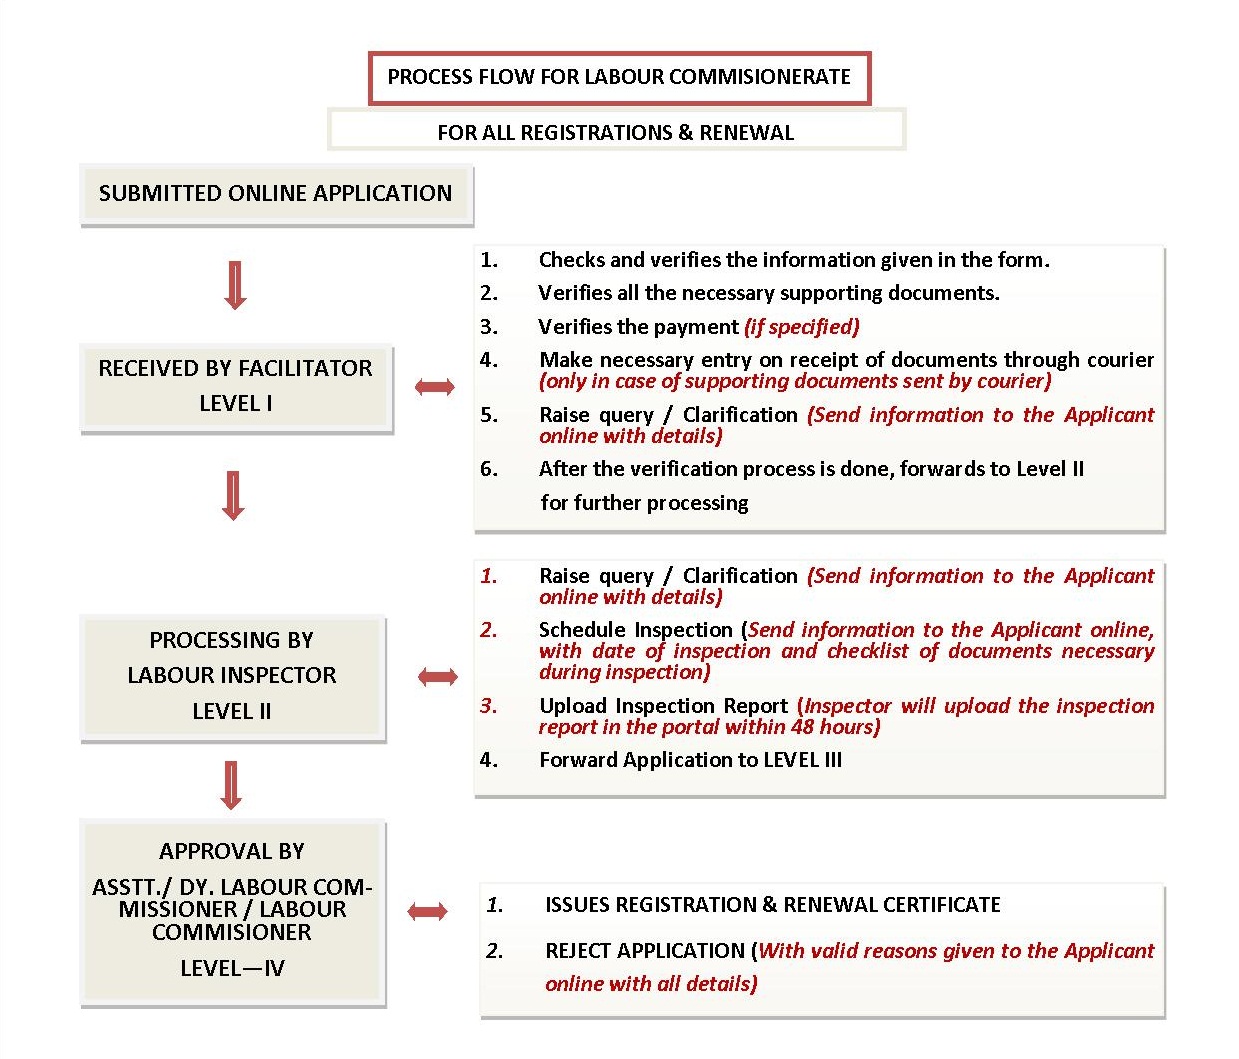 PROCESS FLOW FOR LABOUR COMMISIONERATE
FOR ALL REGISTRATIONS & RENEWAL
SUBMITTED ONLINE APPLICATION
RECEIVED BY FACILITATOR
LEVEL I
1. Checks and verifies the information given in the form.
2. Verifies all the necessary supporting documents.
3. Verifies the payment (if specified)
4. Make necessary entry on receipt of documents through courier
(only in case of supporting documents sent by courier)
5. Raise query / Clarification (Send information to the Applicant
online with details)
6. After the verification process is done, forwards to Level II
for further processing
PROCESSING BY
LABOUR INSPECTOR
LEVEL II
1. Raise query / Clarification (Send information to the Applicant
online with details)
2. Schedule Inspection (Send information to the Applicant online,
with date of inspection and checklist of documents necessary
during inspection)
3. Upload Inspection Report (Inspector will upload the inspection
report in the portal within 48 hours)
4. Forward Application to LEVEL III
APPROVAL BY
ASSTT./ DY. LABOUR COM-
MISSIONER / LABOUR
COMMISIONER
LEVEL—IV
1. ISSUES REGISTRATION & RENEWAL CERTIFICATE
2. REJECT APPLICATION (With valid reasons given to the Applicant
online with all details)